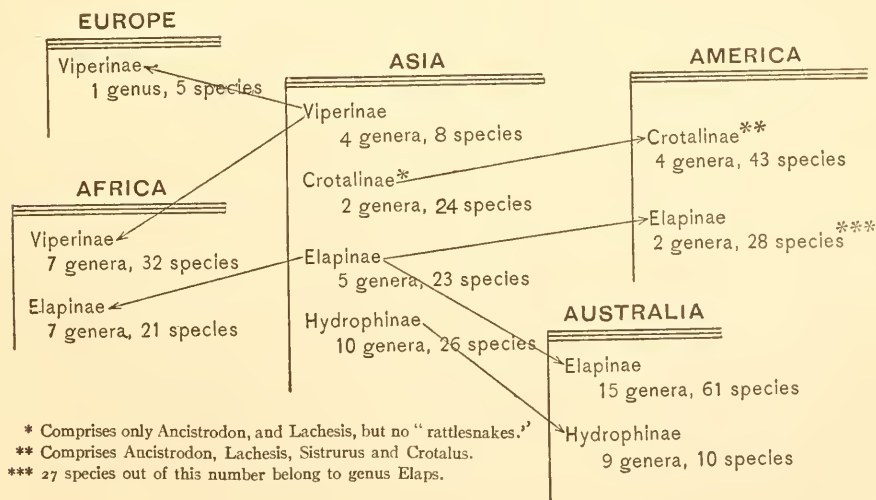 EUROPE
Viperinae
1 genus, 5 species
AFRICA
Viperinae
7 genera, 32 species
Elapinae
7 genera, 21 species
ASIA
Viperinae
4 genera, 8 species
Crotalinae*
2 genera, 24 species
Elapinae
5 genera, 23 species
Hydrophinae
10 genera, 26 species
AMERICA
Crotalinae**
4 genera, 43 species
Elapinae
2 genera, 28 species***
AUSTRALIA
Elapinae
15 genera, 61 species
Hydrophinae
9 genera, 10 species
* Comprises only Ancistrodon, and Lachesis, but no “ rattlesnakes.”
** Comprises Ancistrodon, Lachesis, Sistrurus and Crotalus.
*** 27 species out of this number belong to genus Elaps.